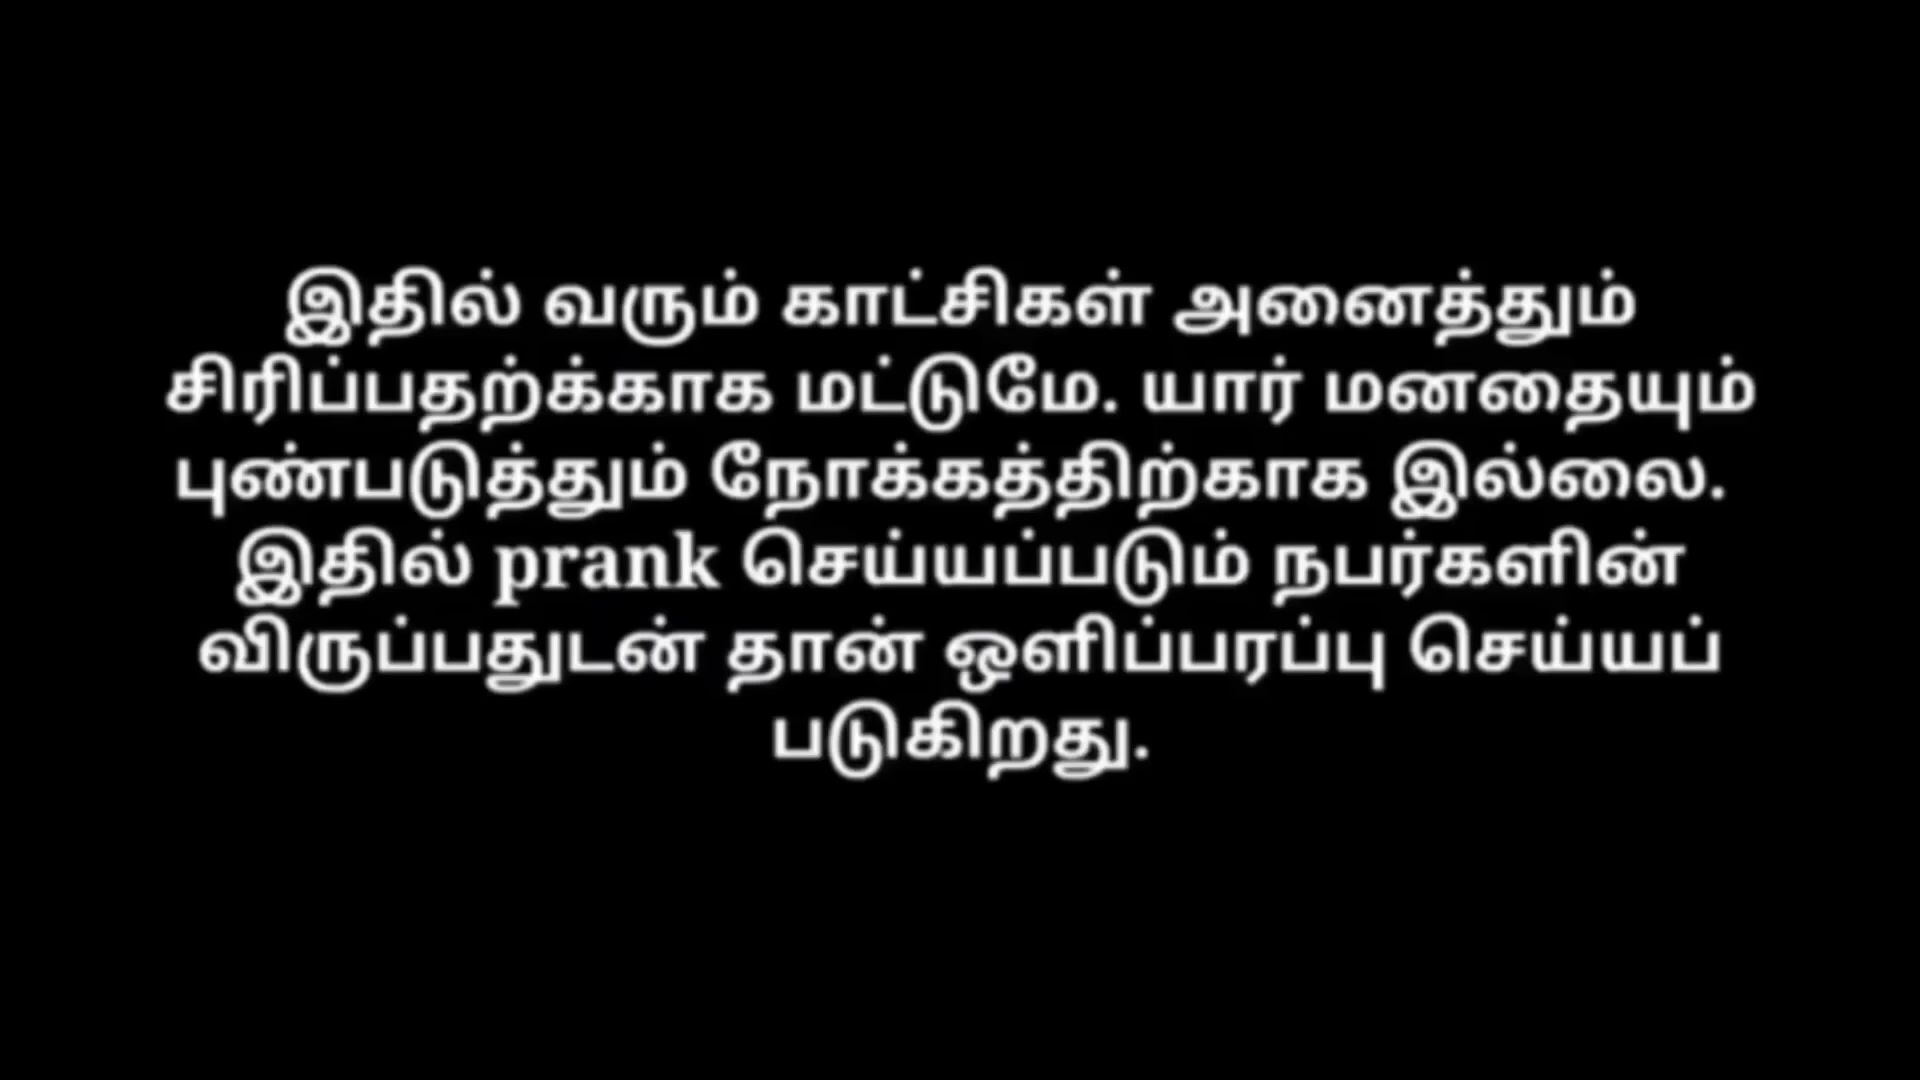 இதில் வரும் காட்சிகள் அனைத்தும்
சிரிப்பதற்க்காக மட்டுமே. யார் மனதையும்
புண்படுத்தும் நோக்கத்திற்காக இல்லை.
இதில் prank செய்யப்படும் நபர்களின்
விருப்பதுடன் தான் ஒளிப்பரப்பு செய்யப்
படுகிறது.